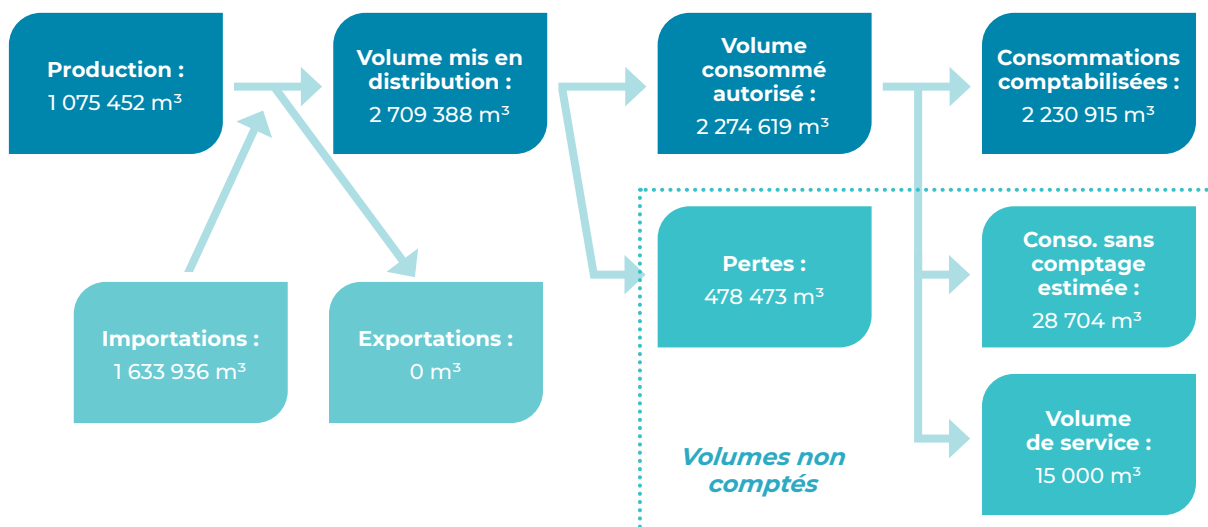 Production :
1 075 452 m³
Volume mis en
distribution :
2 709 388 m³
Volume
consommé
autorisé :
2 274 619 m³
Consommations
comptabilisées :
2 230 915 m³
Importations :
1 633 936 m³
Exportations :
0 m³
Pertes :
478 473 m³
Conso. sans
comptage
estimée :
28 704 m³
Volumes non
comptés
Volume
de service :
15 000 m³